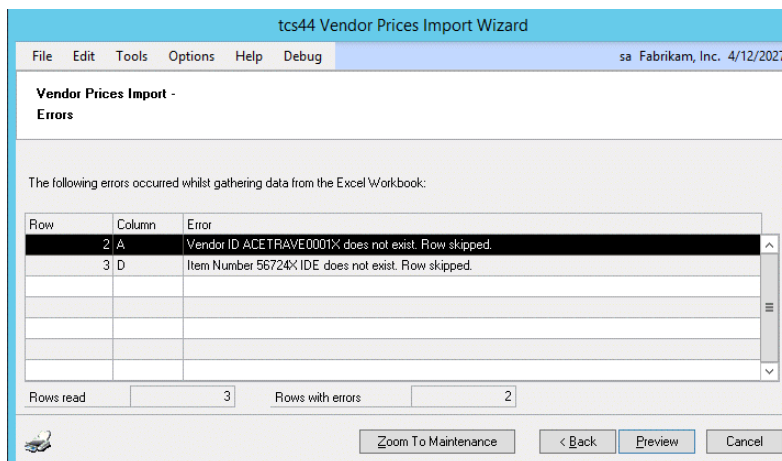 tcs44 Vendor Prices Import Wizard
File Edit Tools Options Help Debug sa Fabrikam, Inc. 4/12/2027
Vendor Prices Import -
Errors
The following errors occurred whilst gathering data from the Excel Workbook:
Row Column Error
2 A Vendor ID ACETRAVE0001X does not exist. Row skipped.
3 D Item Number 56724X IDE does not exist. Row skipped.
Rows read 3 Rows with errors 2
Zoom To Maintenance < Back Preview Cancel